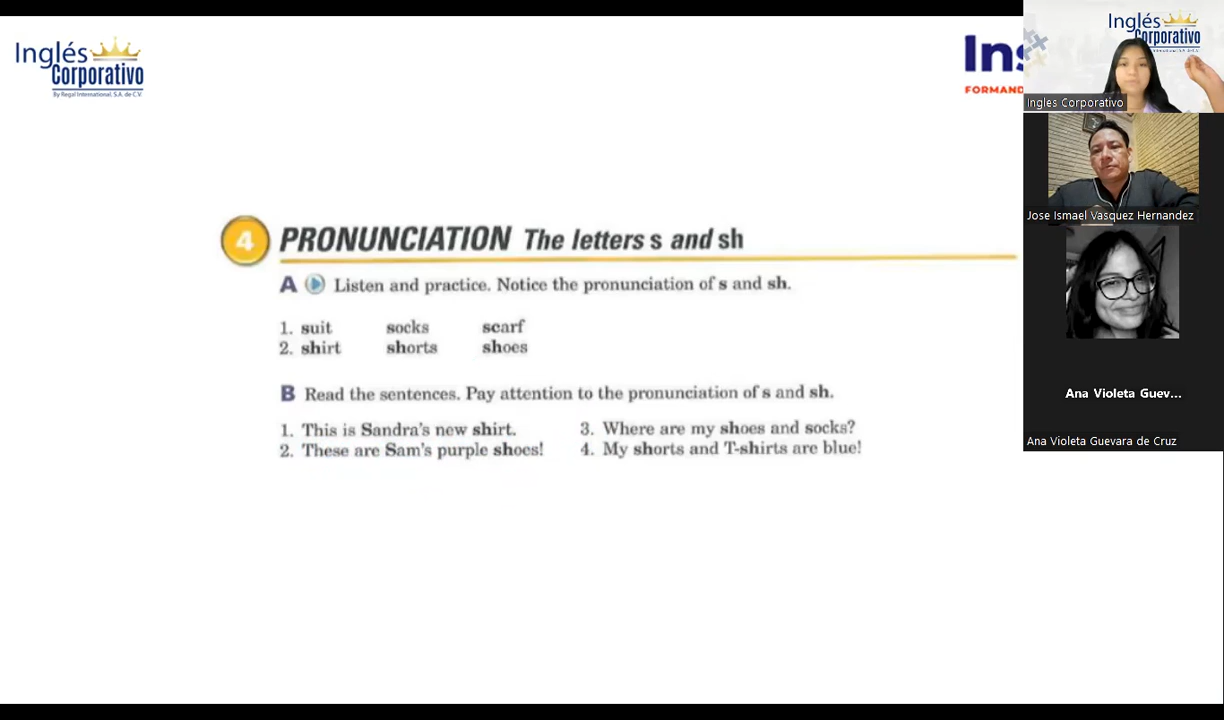 Inglés
Corporativo
By Regal International, S.A. de C.V.
Ins
FORMAND
Inglés
Corporativo
Ingles Corporativo
Jose Ismael Vasquez Hernandez
Ana Violeta Guev...
Ana Violeta Guevara de Cruz
4 PRONUNCIATION The letters s and sh
A Listen and practice. Notice the pronunciation of s and sh.
1. suit socks scarf
2. shirt shorts shoes
B Read the sentences. Pay attention to the pronunciation of s and sh.
1. This is Sandra's new shirt.
2. These are Sam's purple shoes!
3. Where are my shoes and socks?
4. My shorts and T-shirts are blue!